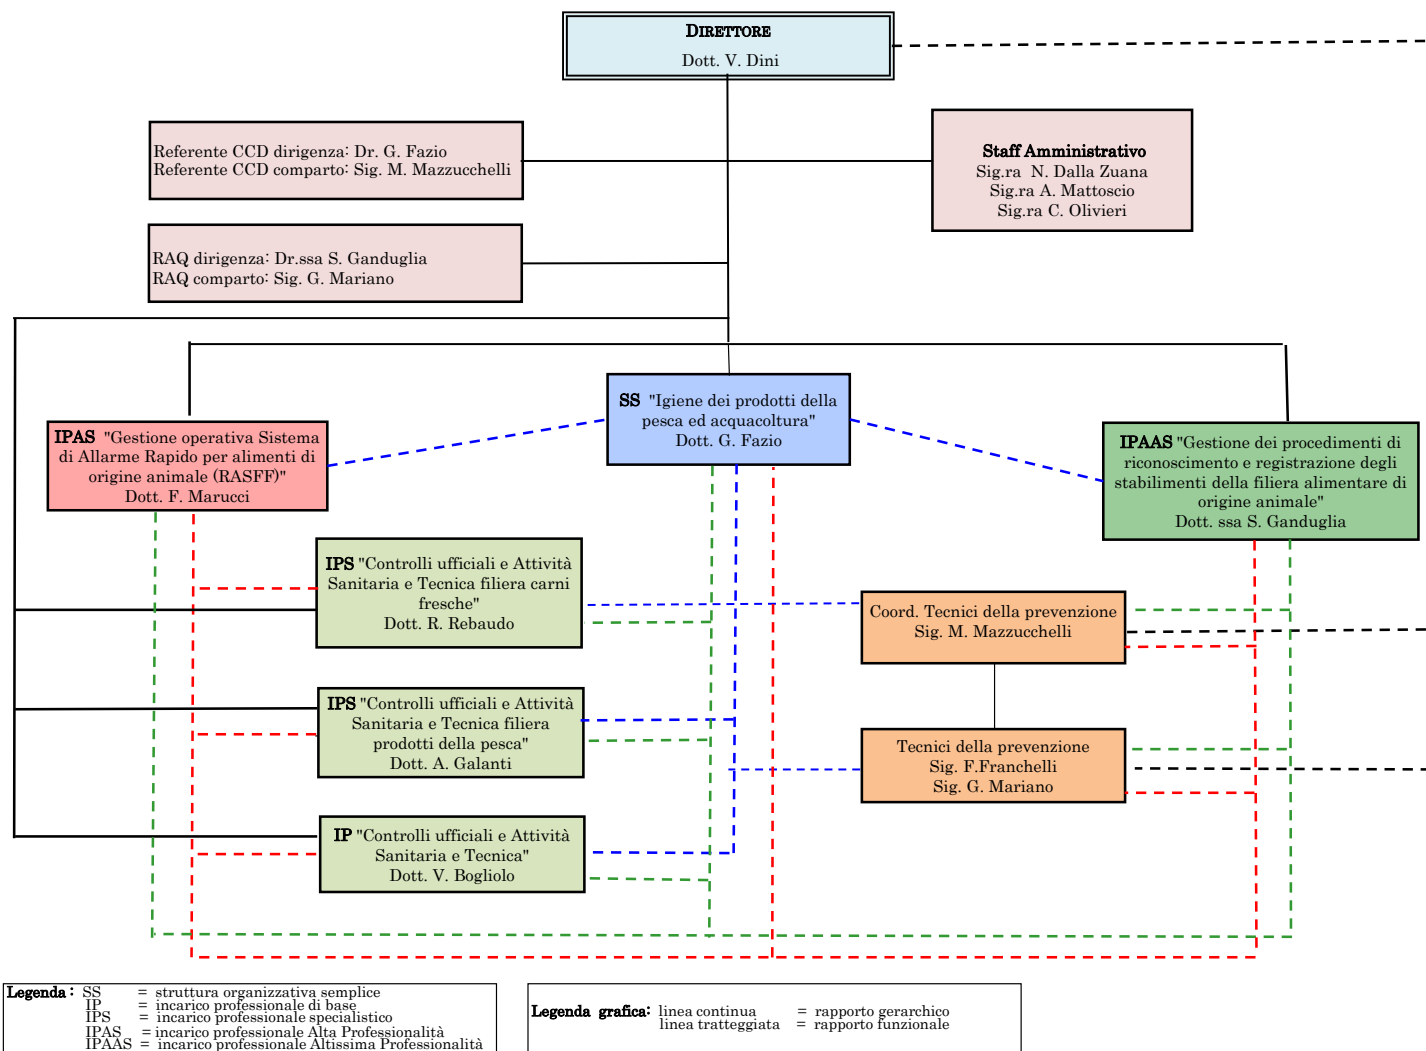 DIRETTORE
Dott. V. Dini
Referente CCD dirigenza: Dr. G. Fazio
Referente CCD comparto: Sig. M. Mazzucchelli
Staff Amministrativo
Sig.ra N. Dalla Zuana
Sig.ra A. Mattoscio
Sig.ra C. Olivieri
RAQ dirigenza: Dr.ssa S. Ganduglia
RAQ comparto: Sig. G. Mariano
SS "Igiene dei prodotti della
pesca ed acquacoltura"
Dott. G. Fazio
IPAS "Gestione operativa Sistema
di Allarme Rapido per alimenti di
origine animale (RASFF)"
Dott. F. Marucci
IPAAS "Gestione dei procedimenti di
riconoscimento e registrazione degli
stabilimenti della filiera alimentare di
origine animale"
Dott. ssa S. Ganduglia
IPS "Controlli ufficiali e Attività
Sanitaria e Tecnica filiera carni
fresche"
Dott. R. Rebaudo
Coord. Tecnici della prevenzione
Sig. M. Mazzucchelli
IPS "Controlli ufficiali e Attività
Sanitaria e Tecnica filiera
prodotti della pesca"
Dott. A. Galanti
Tecnici della prevenzione
Sig. F.Franchelli
Sig. G. Mariano
IP "Controlli ufficiali e Attività
Sanitaria e Tecnica"
Dott. V. Bogliolo
Legenda : SS = struttura organizzativa semplice
IP = incarico professionale di base
IPS = incarico professionale specialistico
IPAS = incarico professionale Alta Professionalità
IPAAS = incarico professionale Altissima Professionalità
Legenda grafica: linea continua = rapporto gerarchico
linea tratteggiata = rapporto funzionale